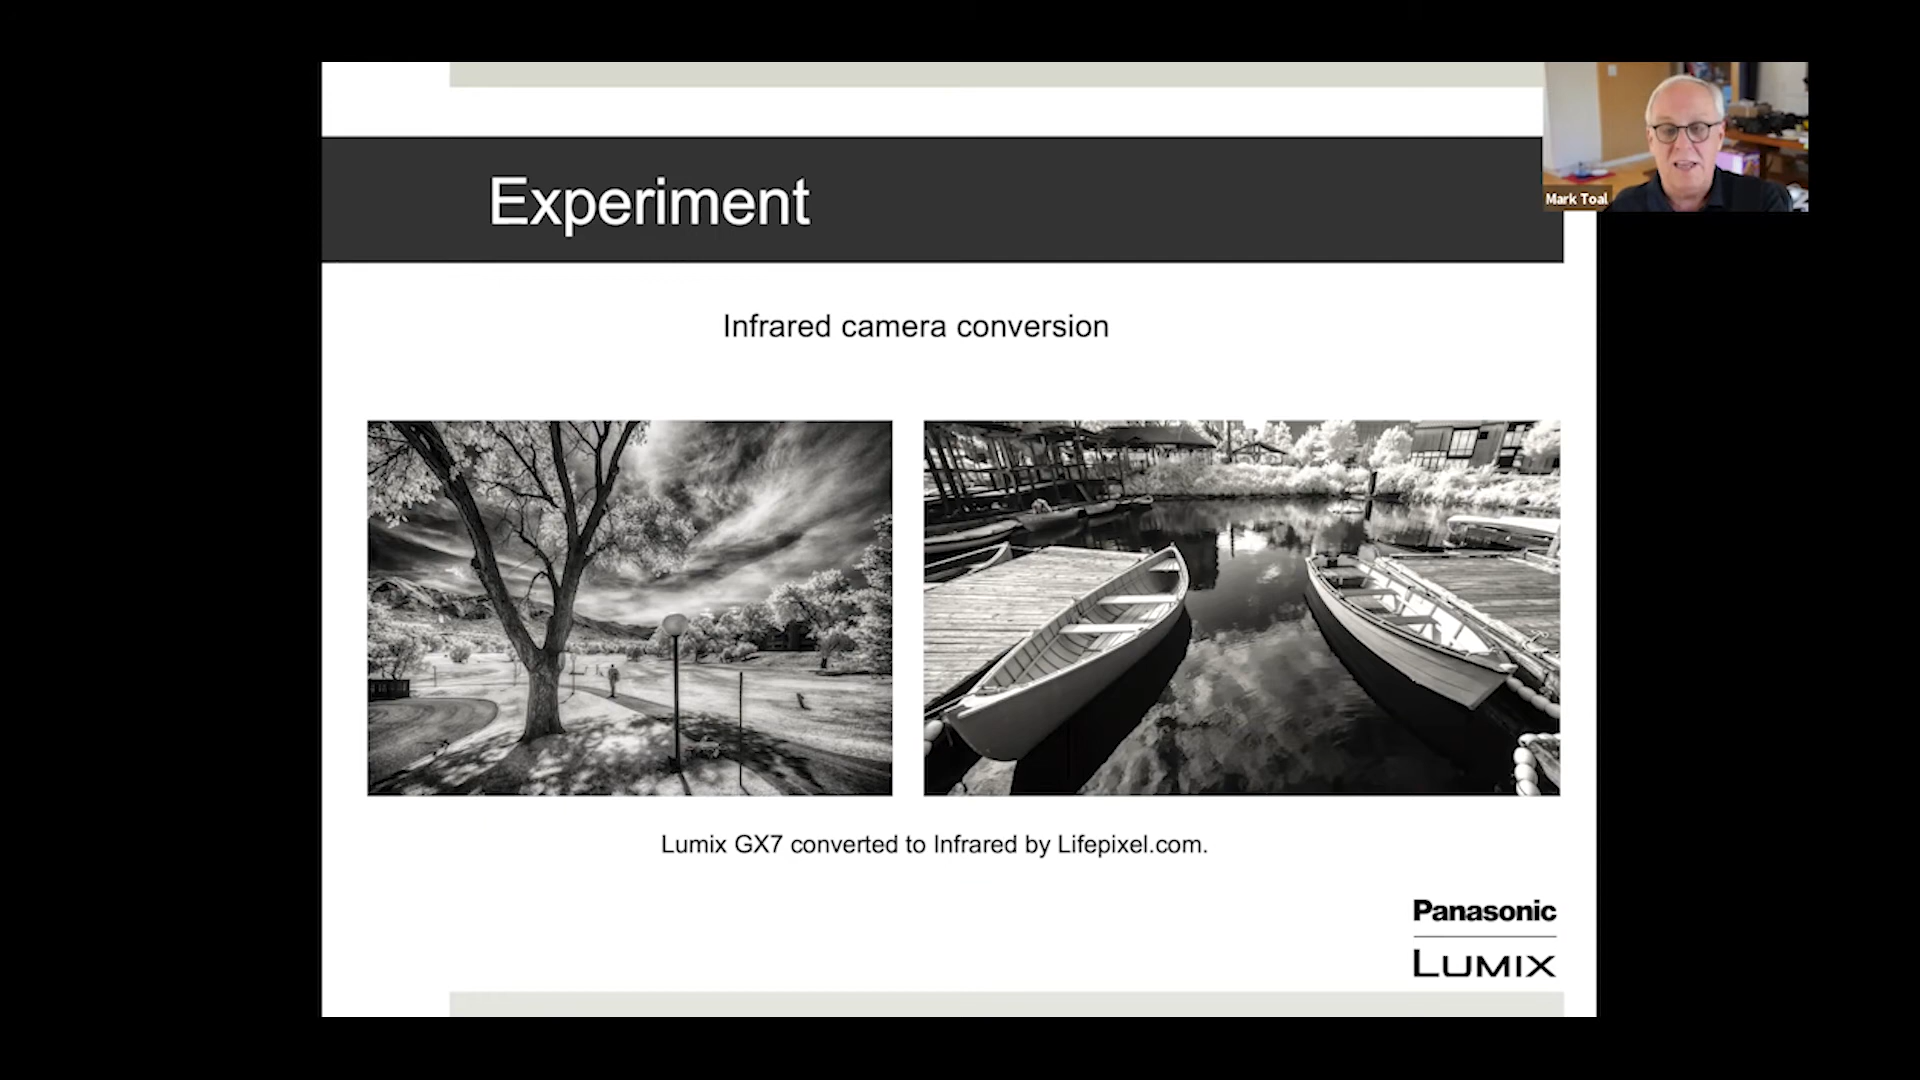 Experiment
Mark Toal
Infrared camera conversion
Lumix GX7 converted to Infrared by Lifepixel.com.
Panasonic
LUMIX